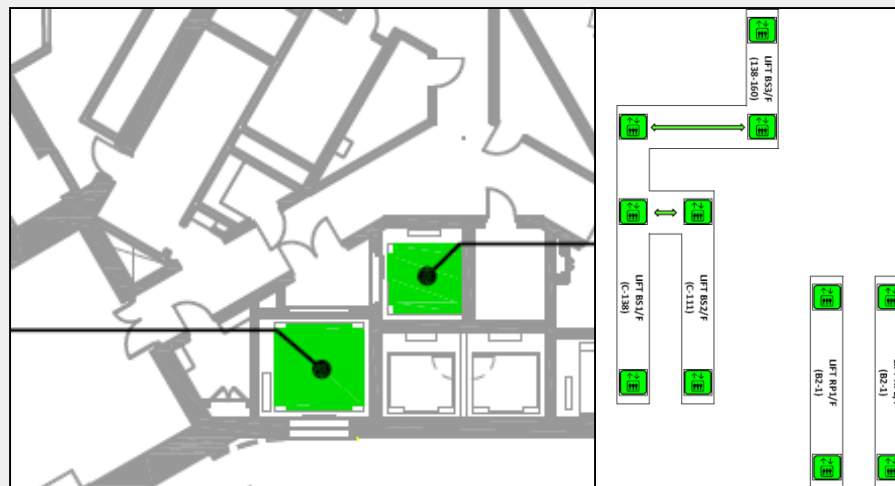 LIFT BS3/F
(138-160)
LIFT BS1/F
(C-138)
LIFT BS2/F
(C-111)
LIFT RP1/F
(B2-1)
(B2-1)